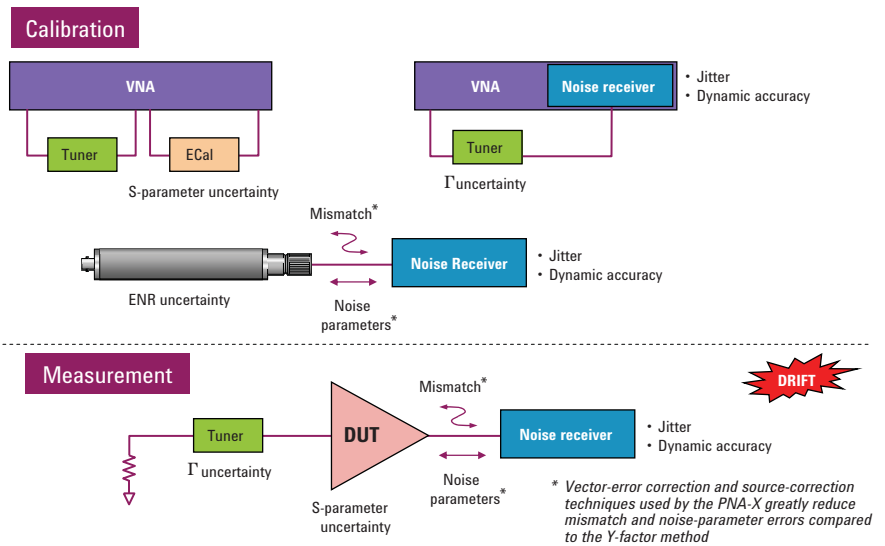 Calibration
VNA
Tuner
ECal
S-parameter uncertainty
VNA
Noise receiver
• Jitter
• Dynamic accuracy
Tuner
Γ uncertainty
ENR uncertainty
Mismatch*
Noise
parameters*
Noise Receiver
• Jitter
• Dynamic accuracy
Measurement
DRIFT
Tuner
Γ uncertainty
DUT
S-parameter
uncertainty
Mismatch*
Noise
parameters*
Noise receiver
• Jitter
• Dynamic accuracy
* Vector-error correction and source-correction
techniques used by the PNA-X greatly reduce
mismatch and noise-parameter errors compared
to the Y-factor method